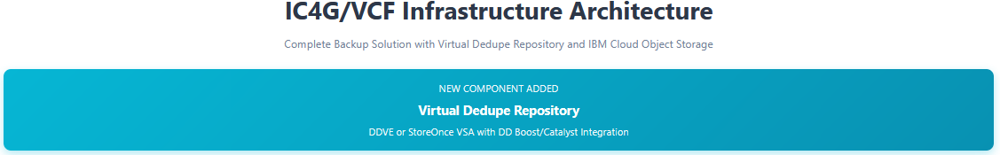 IC4G/VCF Infrastructure Architecture
Complete Backup Solution with Virtual Dedupe Repository and IBM Cloud Object Storage
NEW COMPONENT ADDED
Virtual Dedupe Repository
DDVE or StoreOnce VSA with DD Boost/Catalyst Integration